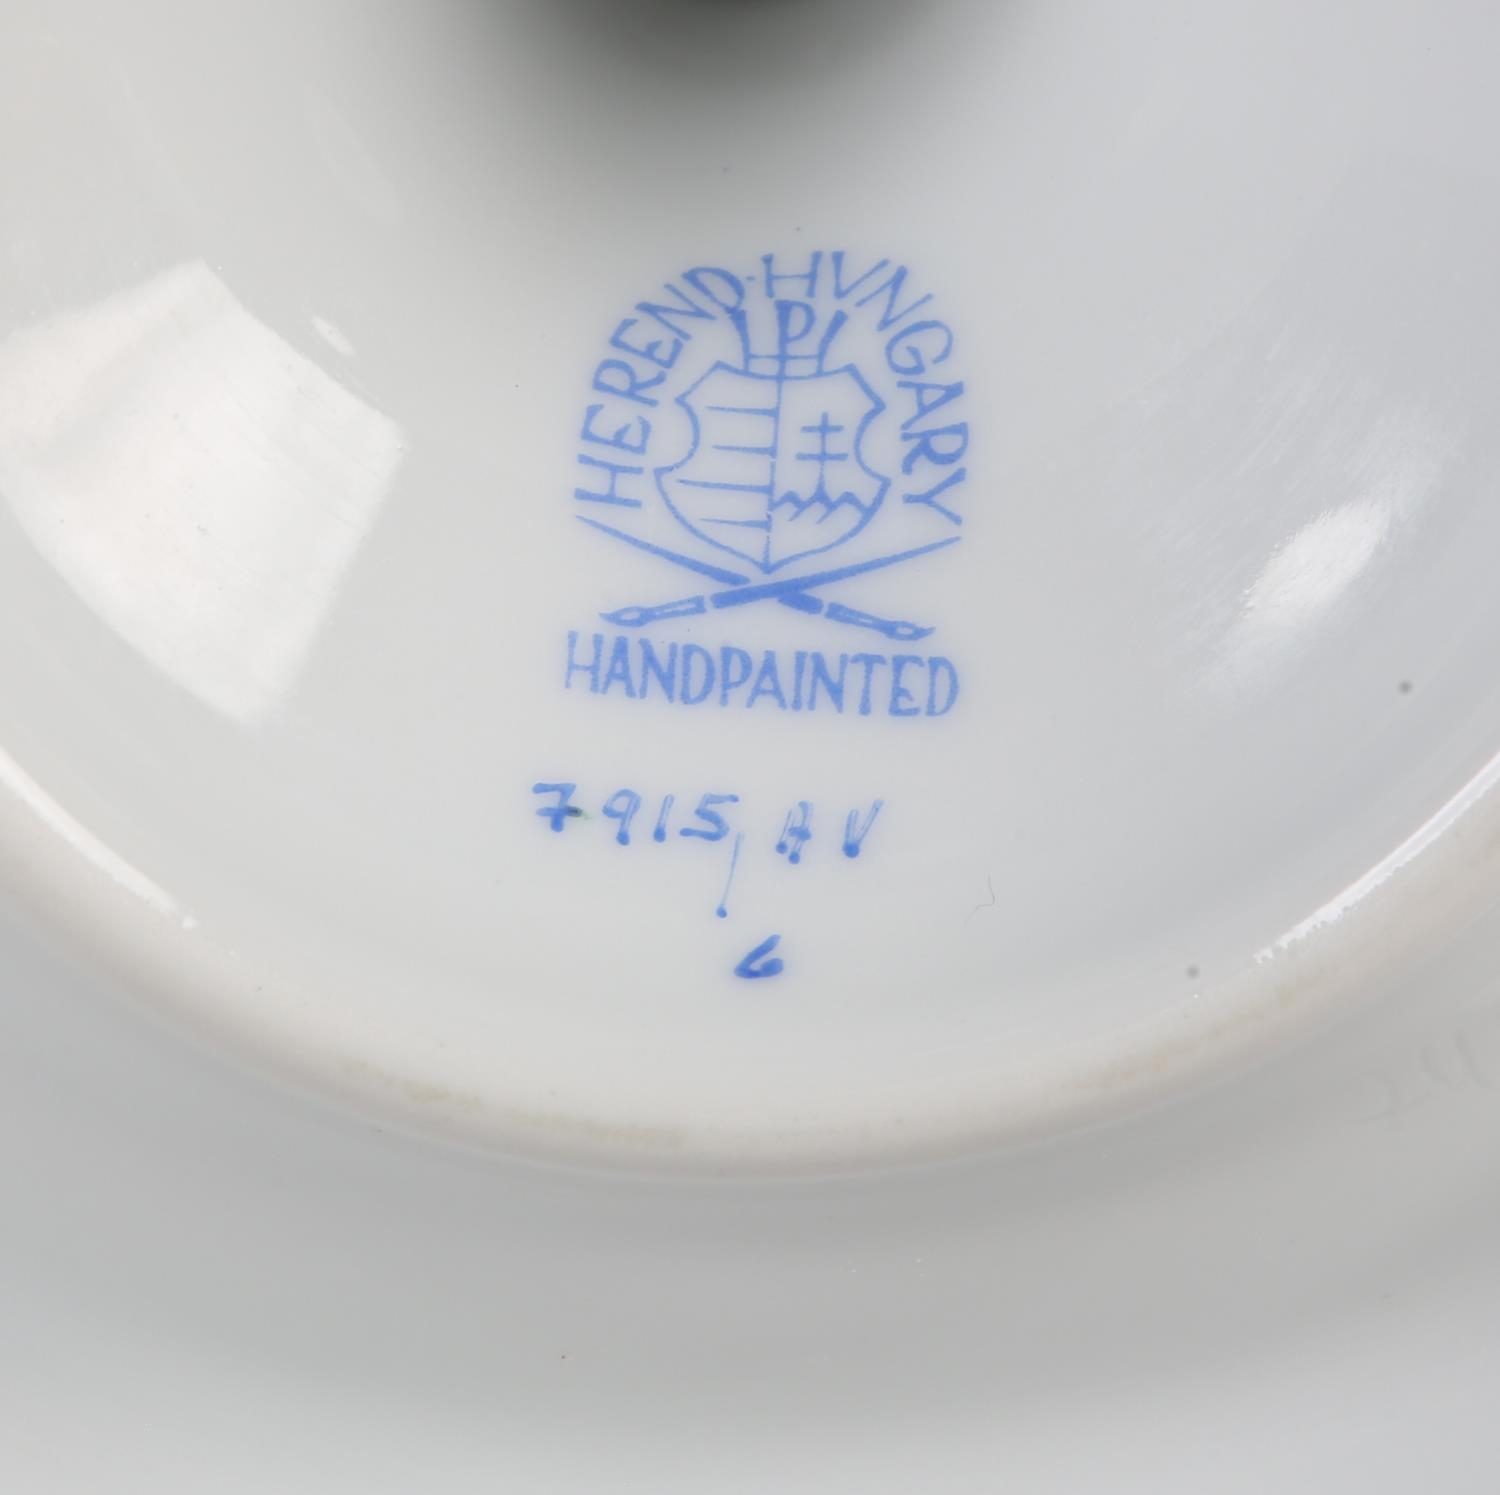 HEREND·HVNGARY
HANDPAINTED
7915, AV
6